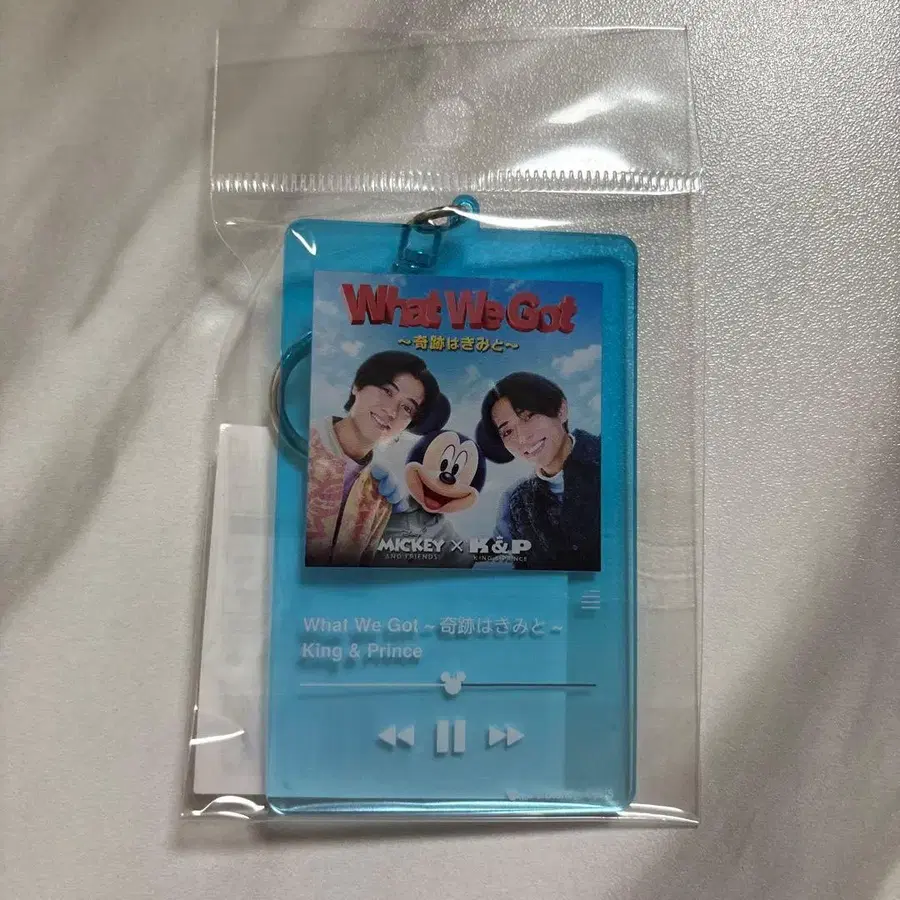 What We Got
～奇跡はきみと～
MICKEY × K&P
AND FRIENDS KING & PRINCE
What We Got ~ 奇跡はきみと ~
King & Prince